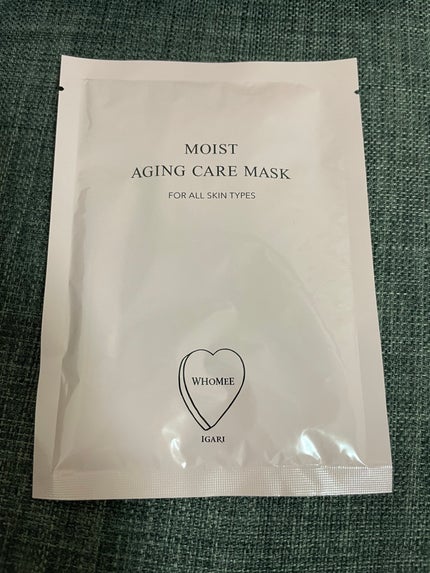 MOIST
AGING CARE MASK
FOR ALL SKIN TYPES
WHOMEE
IGARI